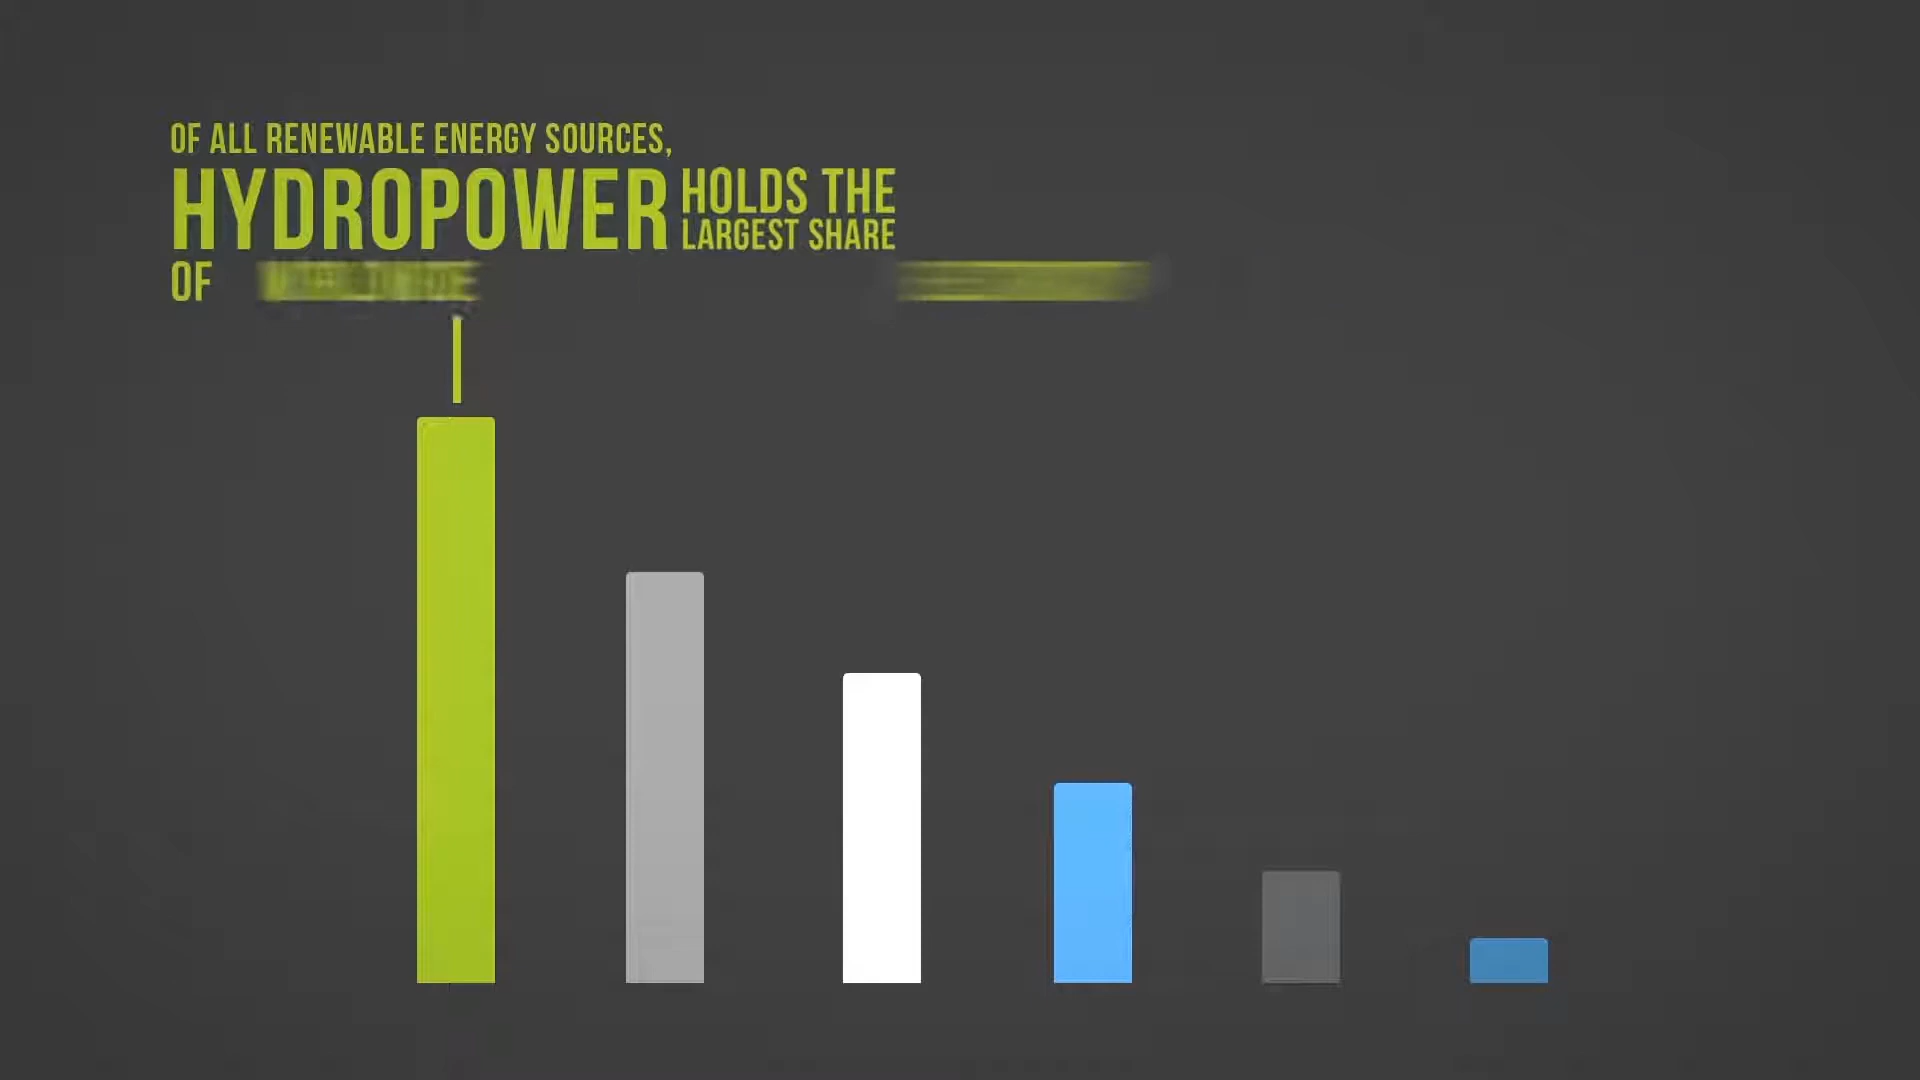 OF ALL RENEWABLE ENERGY SOURCES,
HYDROPOWER HOLDS THE
LARGEST SHARE
OF